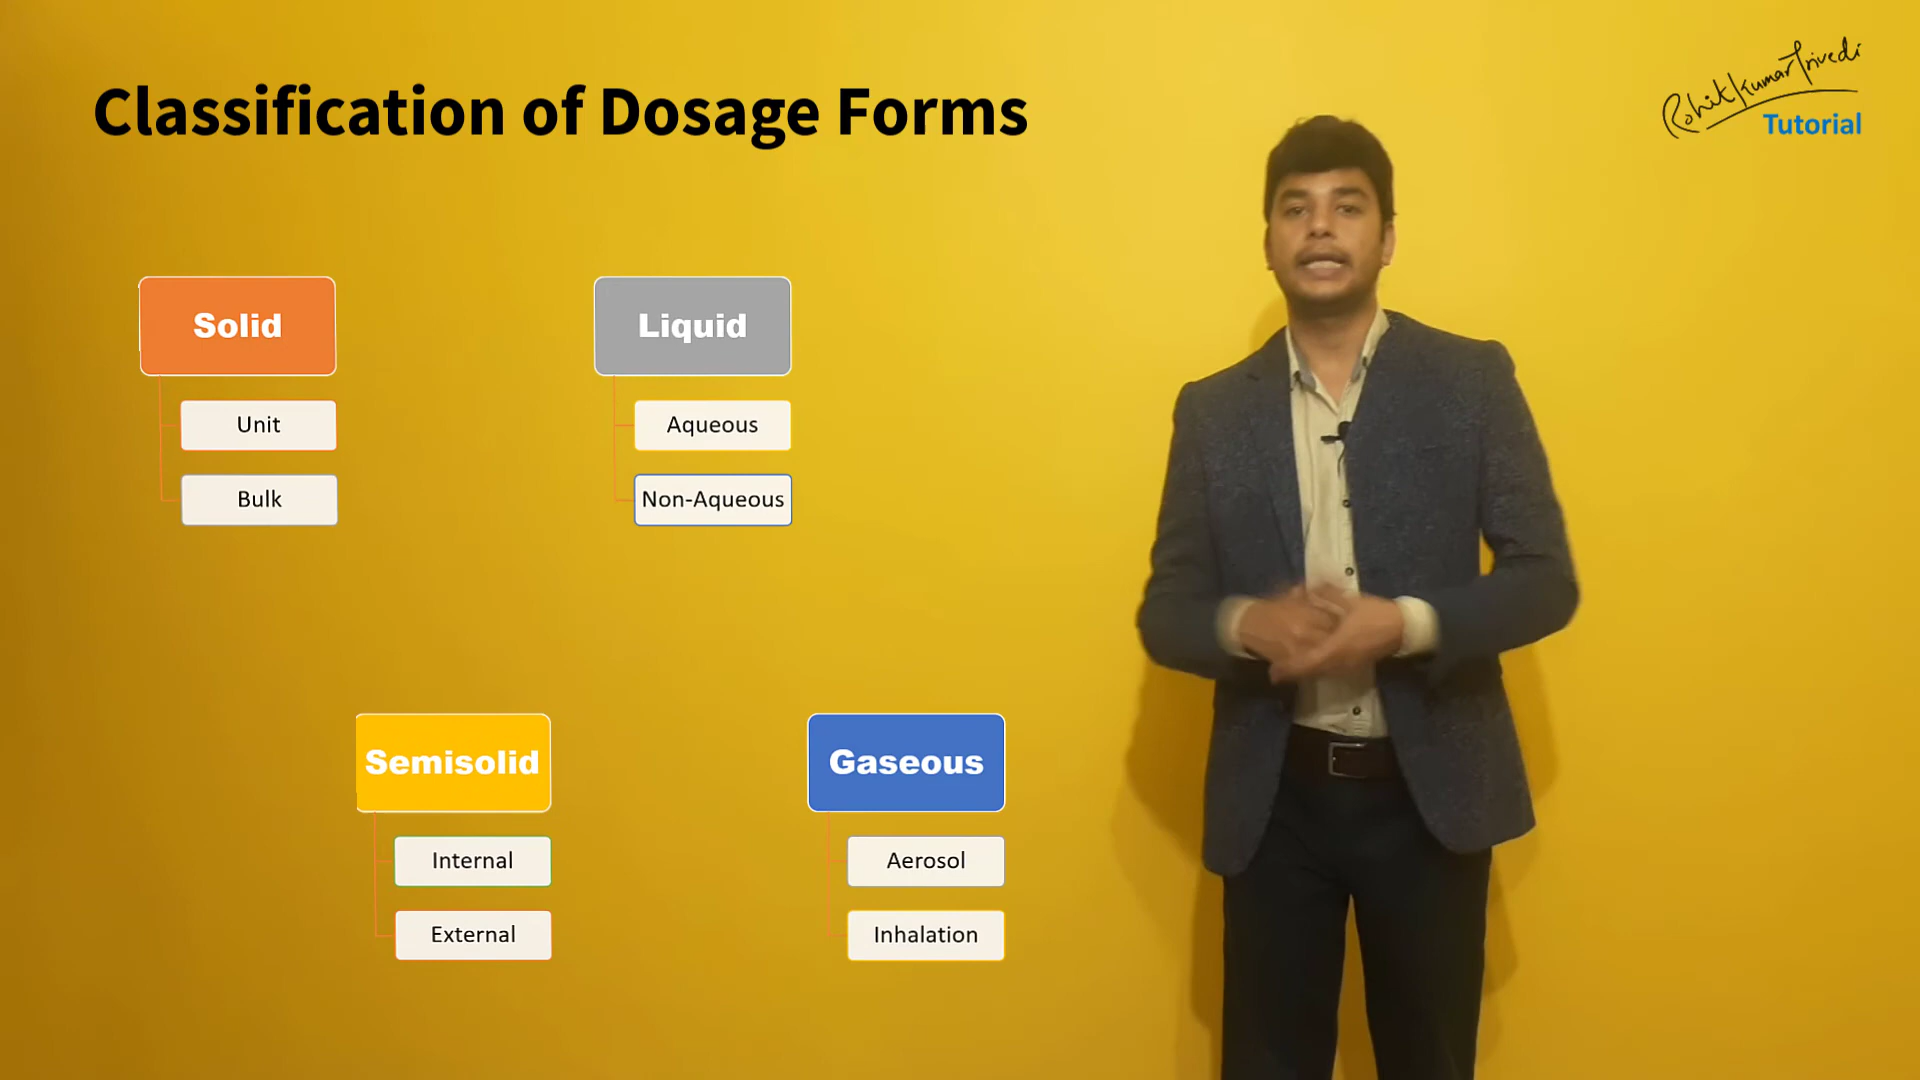 Classification of Dosage Forms
Rohit Kumar Trivedi
Tutorial
Solid
Unit
Bulk
Liquid
Aqueous
Non-Aqueous
Semisolid
Internal
External
Gaseous
Aerosol
Inhalation